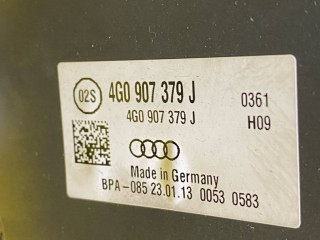 02S 4G0 907 379 J 0361
4G0 907 379 J H09
Made in Germany
BPA-085 23.01.13 0053 0583